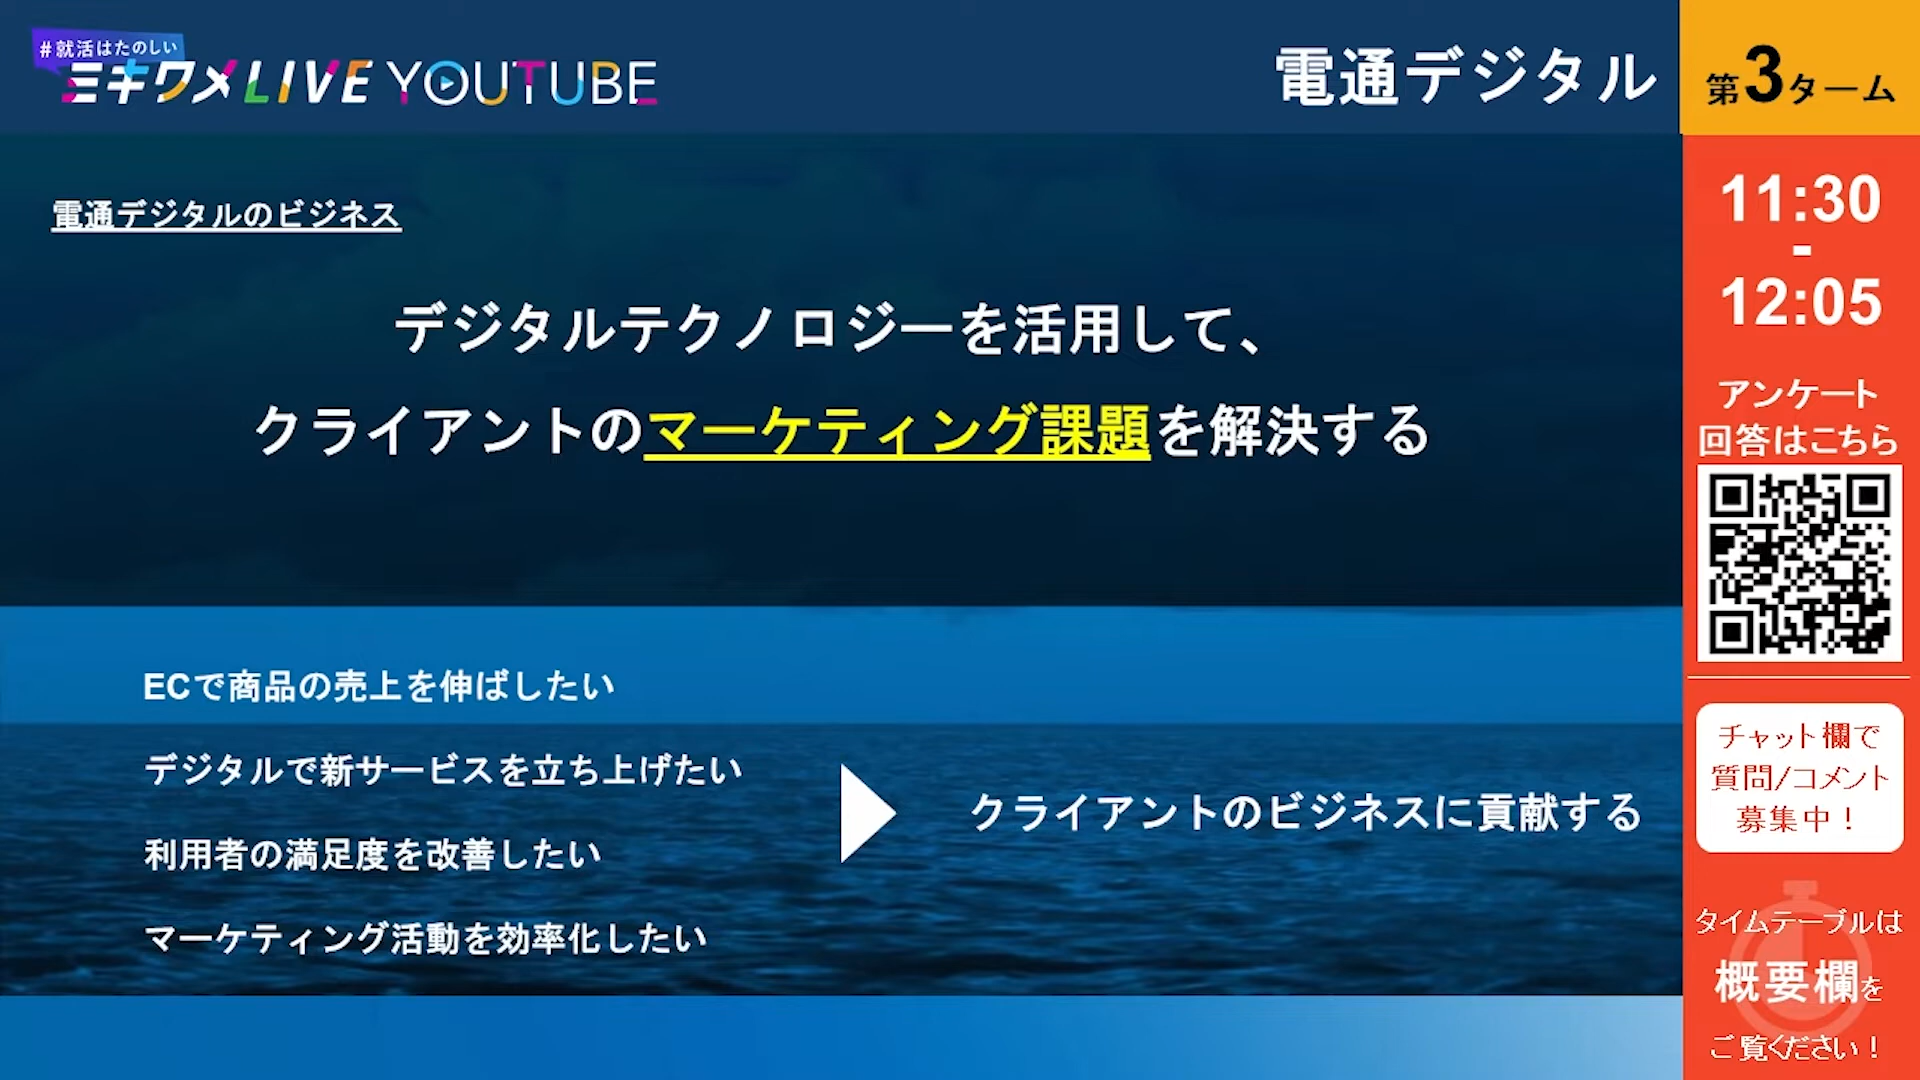 #就活はたのしい
ミキワメLIVE YOUTUBE
電通デジタル
第3ターム
電通デジタルのビジネス
デジタルテクノロジーを活用して、
クライアントのマーケティング課題を解決する
ECで商品の売上を伸ばしたい
デジタルで新サービスを立ち上げたい
利用者の満足度を改善したい
マーケティング活動を効率化したい
クライアントのビジネスに貢献する
11:30
-
12:05
アンケート
回答はこちら
チャット欄で
質問/コメント
募集中！
タイムテーブルは
概要欄を
ご覧ください！